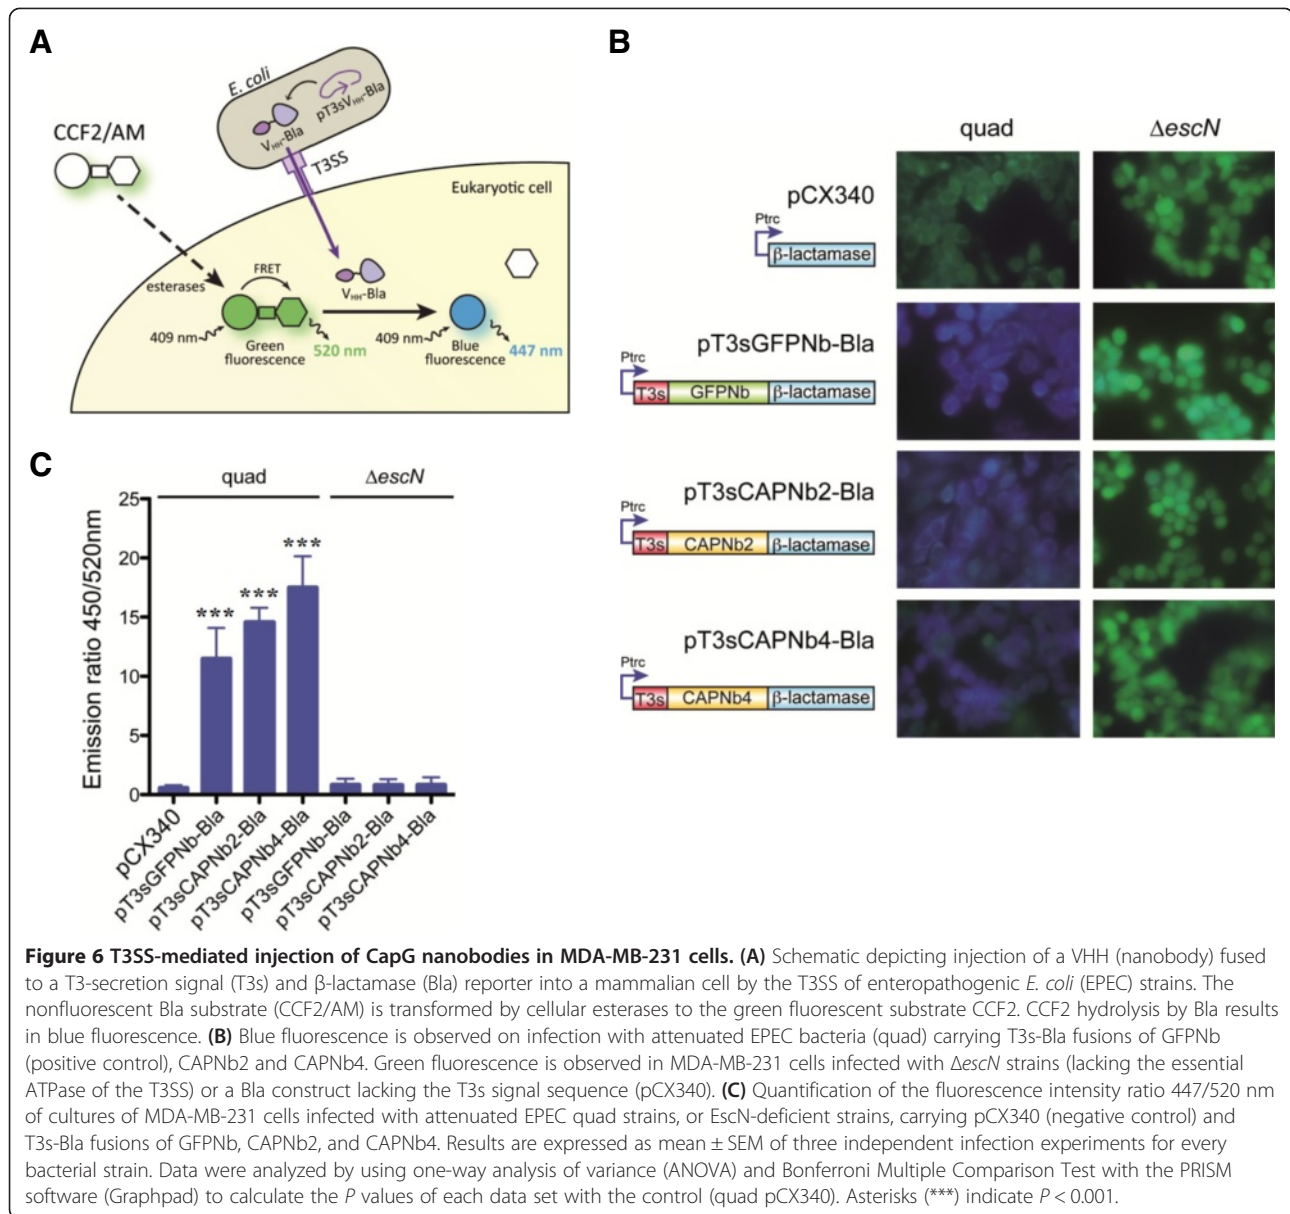 A
E. coli
pT3sVHH-Bla
VHH-Bla
T3SS
CCF2/AM
Eukaryotic cell
esterases
FRET
VHH-Bla
409 nm
Green
fluorescence
520 nm
409 nm
Blue
fluorescence
447 nm
B
quad
ΔescN
pCX340
Ptrc
β-lactamase
pT3sGFPNb-Bla
Ptrc
T3s
GFPNb
β-lactamase
pT3sCAPNb2-Bla
Ptrc
T3s
CAPNb2
β-lactamase
pT3sCAPNb4-Bla
Ptrc
T3s
CAPNb4
β-lactamase
C
quad
ΔescN
Emission ratio 450/520nm
25
20
15
10
5
0
***
***
***
pCX340
pT3sGFPNb-Bla
pT3sCAPNb2-Bla
pT3sCAPNb4-Bla
pT3sGFPNb-Bla
pT3sCAPNb2-Bla
pT3sCAPNb4-Bla
Figure 6 T3SS-mediated injection of CapG nanobodies in MDA-MB-231 cells. (A) Schematic depicting injection of a VHH (nanobody) fused
to a T3-secretion signal (T3s) and β-lactamase (Bla) reporter into a mammalian cell by the T3SS of enteropathogenic E. coli (EPEC) strains. The
nonfluorescent Bla substrate (CCF2/AM) is transformed by cellular esterases to the green fluorescent substrate CCF2. CCF2 hydrolysis by Bla results
in blue fluorescence. (B) Blue fluorescence is observed on infection with attenuated EPEC bacteria (quad) carrying T3s-Bla fusions of GFPNb
(positive control), CAPNb2 and CAPNb4. Green fluorescence is observed in MDA-MB-231 cells infected with ΔescN strains (lacking the essential
ATPase of the T3SS) or a Bla construct lacking the T3s signal sequence (pCX340). (C) Quantification of the fluorescence intensity ratio 447/520 nm
of cultures of MDA-MB-231 cells infected with attenuated EPEC quad strains, or EscN-deficient strains, carrying pCX340 (negative control) and
T3s-Bla fusions of GFPNb, CAPNb2, and CAPNb4. Results are expressed as mean ± SEM of three independent infection experiments for every
bacterial strain. Data were analyzed by using one-way analysis of variance (ANOVA) and Bonferroni Multiple Comparison Test with the PRISM
software (Graphpad) to calculate the P values of each data set with the control (quad pCX340). Asterisks (***) indicate P < 0.001.